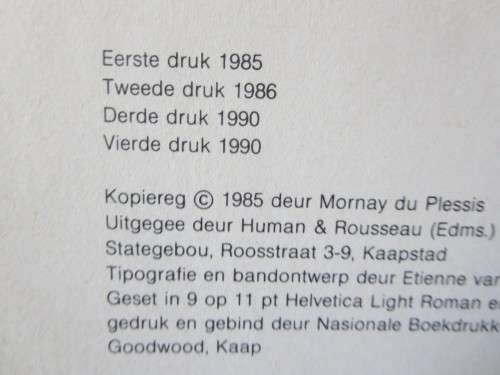 Eerste druk 1985
Tweede druk 1986
Derde druk 1990
Vierde druk 1990
Kopiereg © 1985 deur Mornay du Plessis
Uitgegee deur Human & Rousseau (Edms.)
Stategebou, Roosstraat 3-9, Kaapstad
Tipografie en bandontwerp deur Etienne van
Geset in 9 op 11 pt Helvetica Light Roman
gedruk en gebind deur Nasionale
Goodwood, Kaap